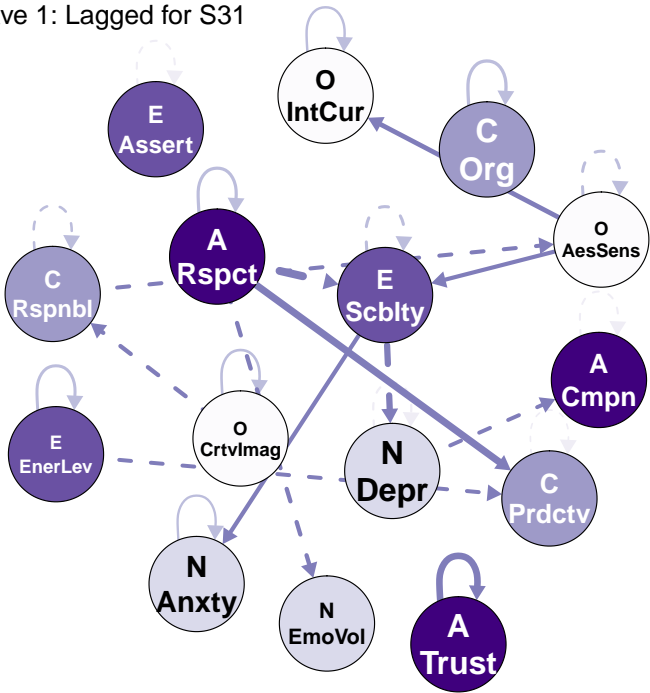 ve 1: Lagged for S31
O
IntCur
E
Assert
C
Org
O
AesSens
A
Rspct
C
Rspnbl
E
Scblty
A
Cmpn
O
CrtvImag
E
EnerLev
N
Depr
C
Prdctv
N
Anxty
N
EmoVol
A
Trust